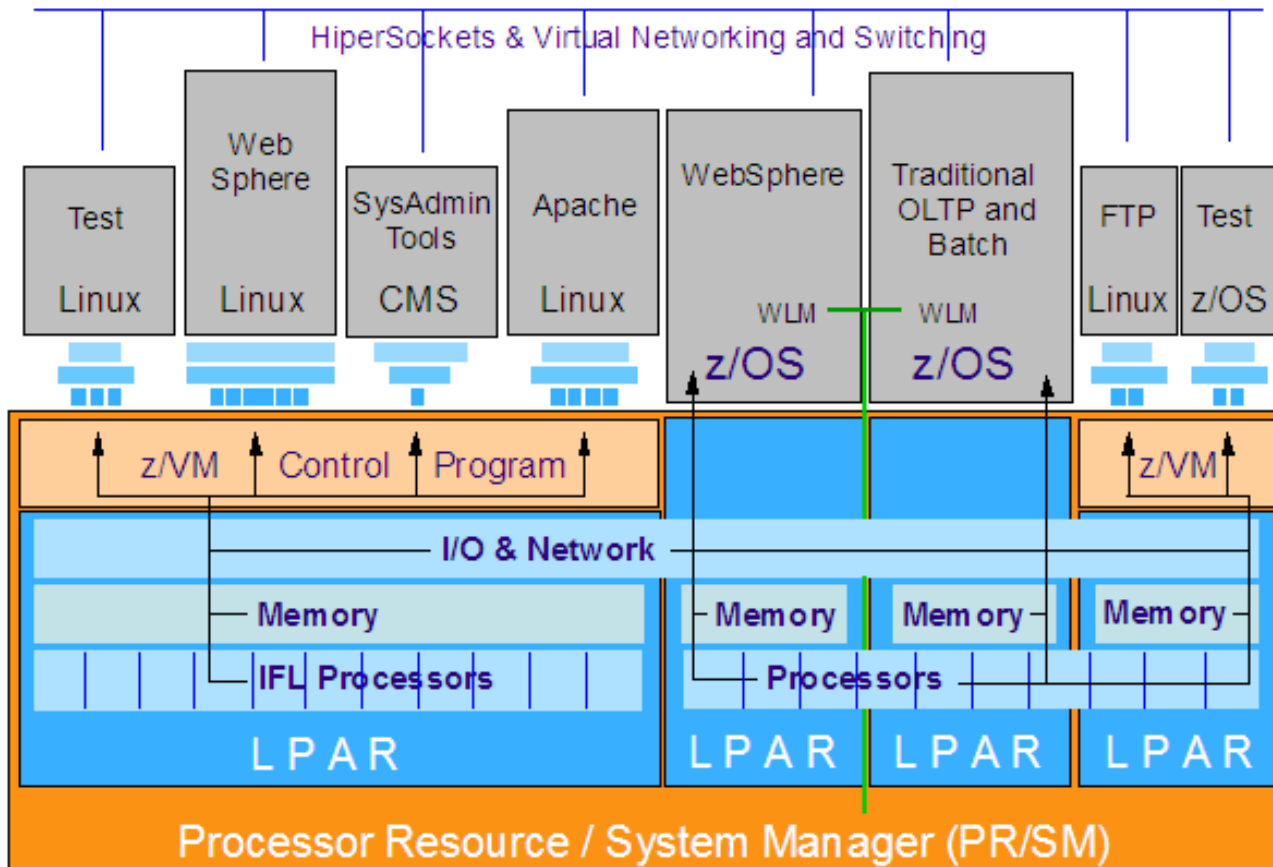 HiperSockets & Virtual Networking and Switching
Test
Linux
Web
Sphere
Linux
SysAdmin
Tools
CMS
Apache
Linux
WebSphere
WLM
z/OS
Traditional
OLTP and
Batch
WLM
z/OS
FTP
Linux
Test
z/OS
z/VM Control Program
z/VM
I/O & Network
Memory
Memory
Memory
Memory
IFL Processors
Processors
LPAR
LPAR
LPAR
LPAR
Processor Resource / System Manager (PR/SM)